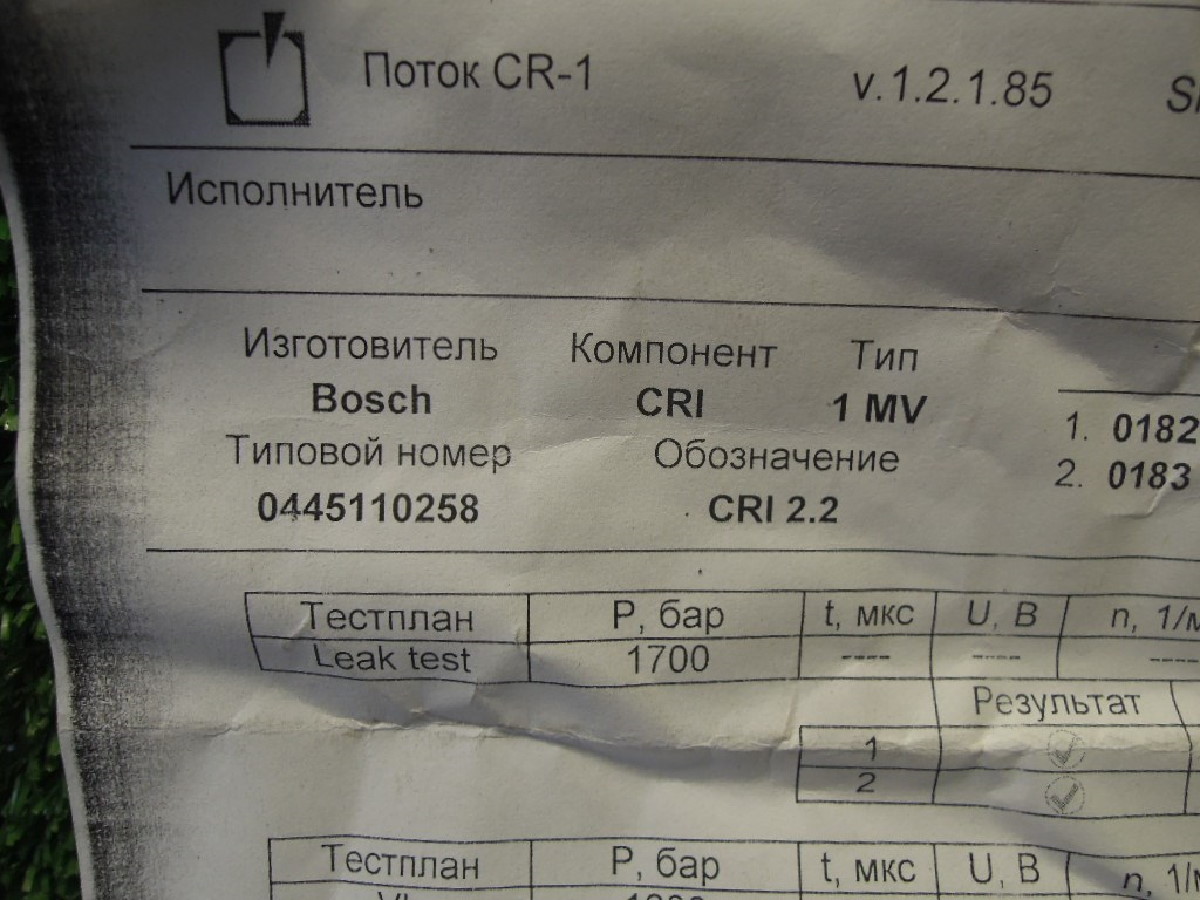 Поток CR-1 v.1.2.1.85
Исполнитель
Изготовитель Компонент Тип
Bosch CRI 1 MV
1. 0182
Типовой номер Обозначение
2. 0183
0445110258 CRI 2.2
Тестплан P, бар t, мкс U, В n, 1/м
Leak test 1700 ---- ---- ----
Результат
1
2
Тестплан P, бар t, мкс U, В n, 1/м